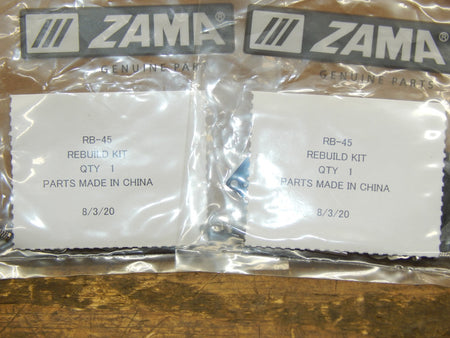 ZAMA®
GENUINE PARTS
RB-45
REBUILD KIT
QTY 1
PARTS MADE IN CHINA
8/3/20
ZAMA®
GENUINE PARTS
RB-45
REBUILD KIT
QTY 1
PARTS MADE IN CHINA
8/3/20